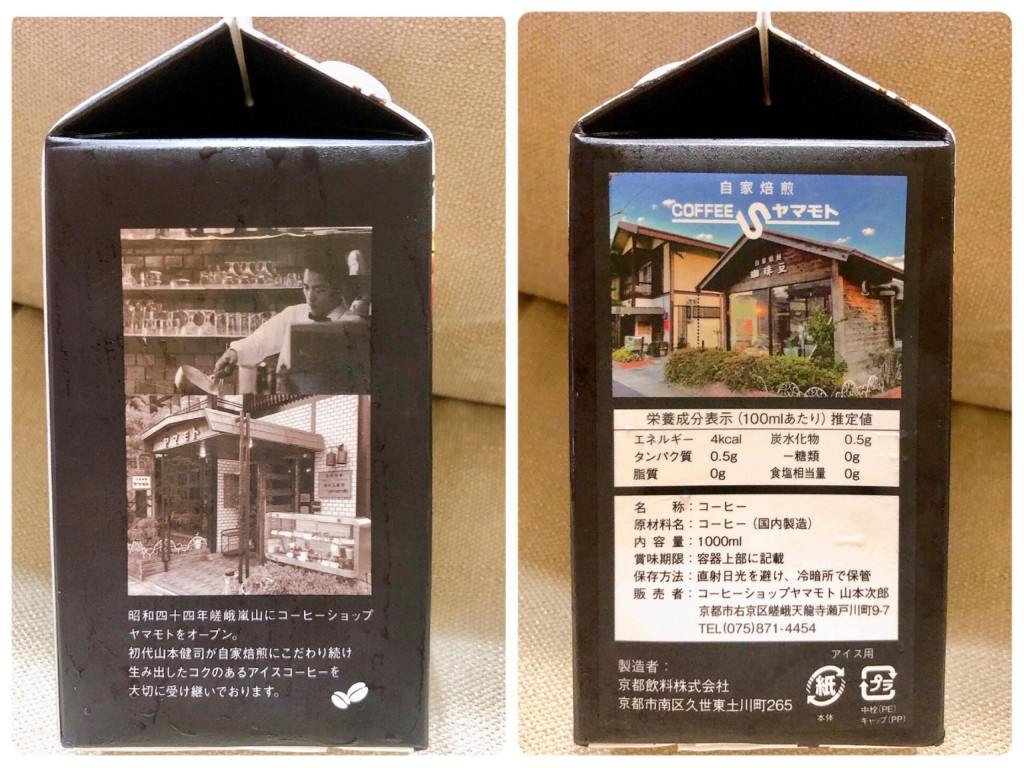 ヤマモト
昭和四十四年嵯峨嵐山にコーヒーショップ
ヤマモトをオープン。
初代山本健司が自家焙煎にこだわり続け
生み出したコクのあるアイスコーヒーを
大切に受け継いでおります。
自家焙煎
COFFEE ヤマモト
自家焙煎
珈琲豆
栄養成分表示(100mlあたり)推定値
エネルギー 4kcal 炭水化物 0.5g
タンパク質 0.5g ー糖類 0g
脂質 0g 食塩相当量 0g
名 称:コーヒー
原材料名:コーヒー(国内製造)
内容量:1000ml
賞味期限:容器上部に記載
保存方法:直射日光を避け、冷暗所で保管
販売者:コーヒーショップヤマモト 山本次郎
京都市右京区嵯峨天龍寺瀬戸川町9-7
TEL(075)871-4454
製造者:
京都飲料株式会社
京都市南区久世東土川町265
アイス用
紙
本体
プラ
中栓(PE)
キャップ(PP)